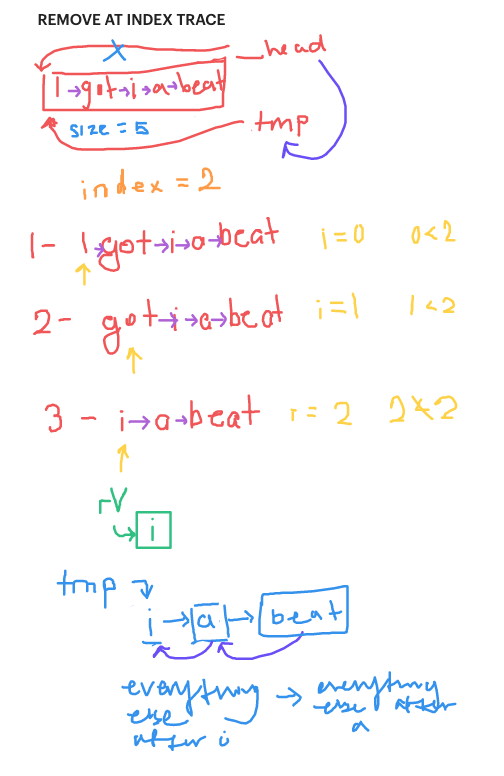 REMOVE AT INDEX TRACE
X head
1→got→i→a→beat
size = 5 tmp
index = 2
1- 1→got→i→a→beat i=0 0<2
2- got→i→a→beat i=1 1<2
3 - i→a→beat i = 2 2≮2
rV
i
tmp
i → a → beat
everything → everything
else else after
after i a